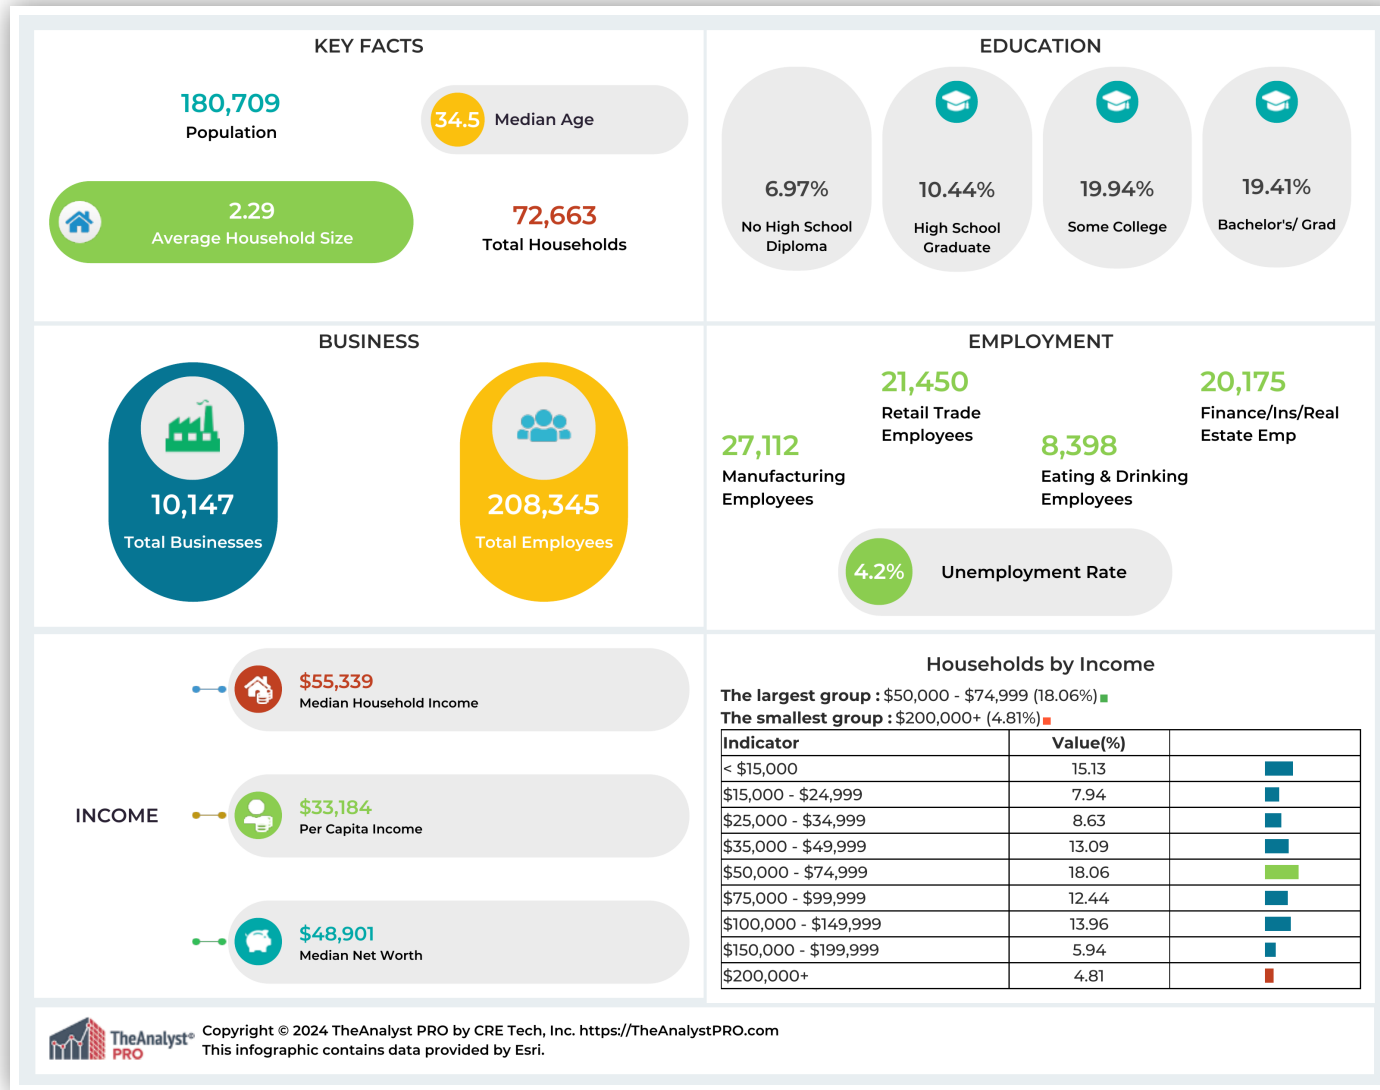 KEY FACTS
180,709
Population
34.5 Median Age
2.29
Average Household Size
72,663
Total Households
EDUCATION
6.97%
No High School
Diploma
10.44%
High School
Graduate
19.94%
Some College
19.41%
Bachelor's/ Grad
BUSINESS
10,147
Total Businesses
208,345
Total Employees
EMPLOYMENT
27,112
Manufacturing
Employees
21,450
Retail Trade
Employees
8,398
Eating & Drinking
Employees
20,175
Finance/Ins/Real
Estate Emp
4.2% Unemployment Rate
INCOME
$55,339
Median Household Income
$33,184
Per Capita Income
$48,901
Median Net Worth
Households by Income
The largest group : $50,000 - $74,999 (18.06%)
The smallest group : $200,000+ (4.81%)
Indicator Value(%)
< $15,000 15.13
$15,000 - $24,999 7.94
$25,000 - $34,999 8.63
$35,000 - $49,999 13.09
$50,000 - $74,999 18.06
$75,000 - $99,999 12.44
$100,000 - $149,999 13.96
$150,000 - $199,999 5.94
$200,000+ 4.81
TheAnalyst®
PRO
Copyright © 2024 TheAnalyst PRO by CRE Tech, Inc. https://TheAnalystPRO.com
This infographic contains data provided by Esri.